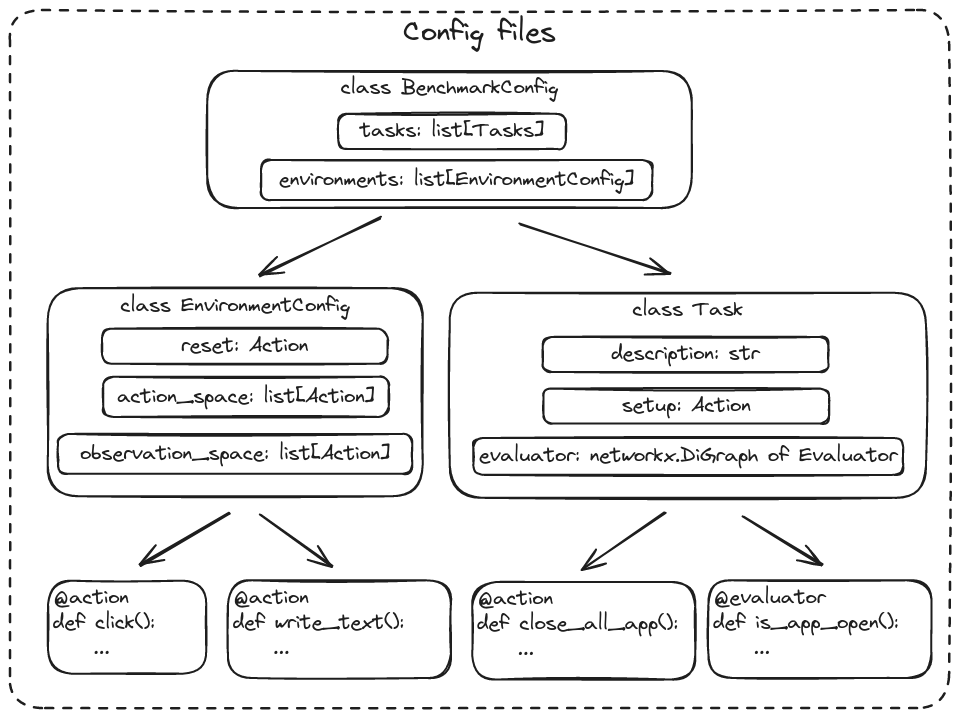 Config files
class BenchmarkConfig
tasks: list[Tasks]
environments: list[EnvironmentConfig]
class EnvironmentConfig
reset: Action
action_space: list[Action]
observation_space: list[Action]
class Task
description: str
setup: Action
evaluator: networkx.DiGraph of Evaluator
@action
def click():
...
@action
def write_text():
...
@action
def close_all_app():
...
@evaluator
def is_app_open():
...